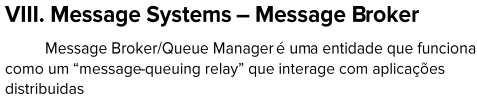 VIII. Message Systems – Message Broker
Message Broker/Queue Manager é uma entidade que funciona
como um “message-queuing relay” que interage com aplicações
distribuidas